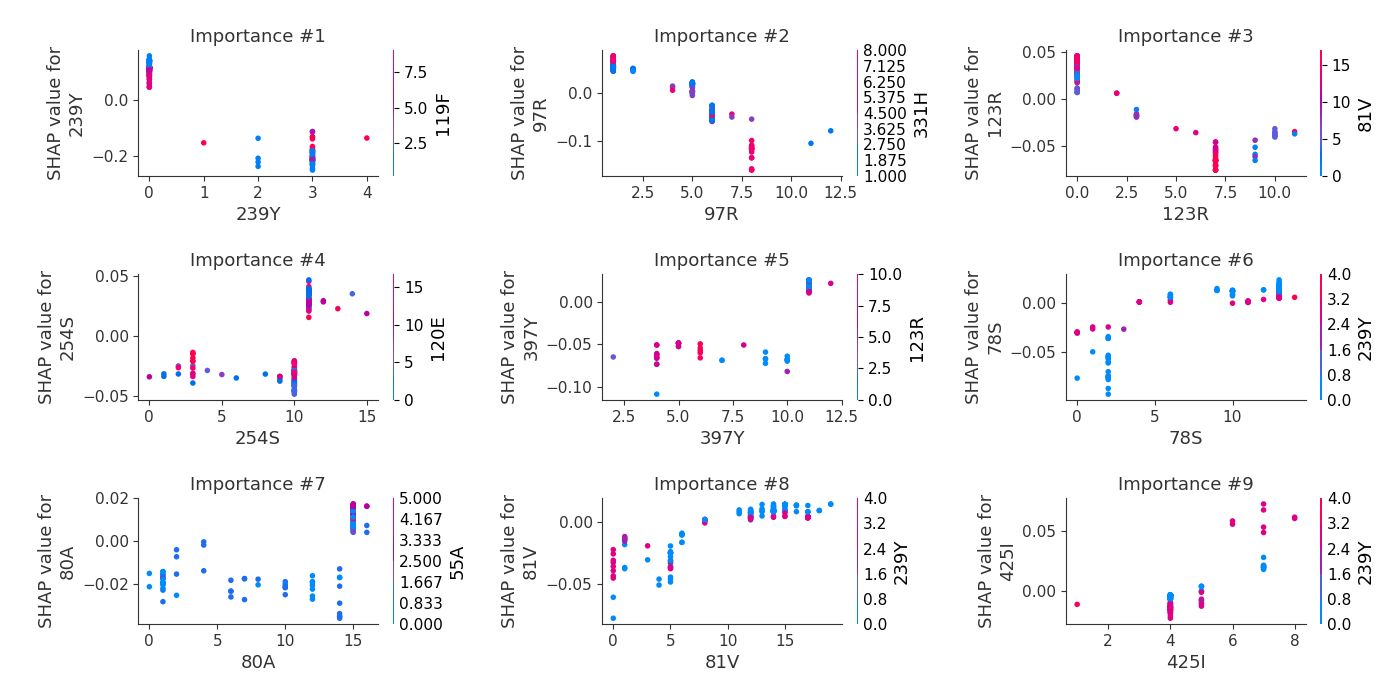 Importance #1
SHAP value for
239Y
0.0
−0.2
0
1
2
3
4
239Y
7.5
5.0
2.5
119F
Importance #2
SHAP value for
97R
0.0
−0.1
2.5
5.0
7.5
10.0
12.5
97R
8.000
7.125
6.250
5.375
4.500
3.625
2.750
1.875
1.000
331H
Importance #3
SHAP value for
123R
0.05
0.00
−0.05
0.0
2.5
5.0
7.5
10.0
123R
15
10
5
0
81V
Importance #4
SHAP value for
254S
0.05
0.00
−0.05
0
5
10
15
254S
15
10
5
0
120E
Importance #5
SHAP value for
397Y
0.00
−0.05
−0.10
2.5
5.0
7.5
10.0
12.5
397Y
10.0
7.5
5.0
2.5
0.0
123R
Importance #6
SHAP value for
78S
0.00
−0.05
0
5
10
78S
4.0
3.2
2.4
1.6
0.8
0.0
239Y
Importance #7
SHAP value for
80A
0.02
0.00
−0.02
0
5
10
15
80A
5.000
4.167
3.333
2.500
1.667
0.833
0.000
55A
Importance #8
SHAP value for
81V
0.00
−0.05
0
5
10
15
81V
4.0
3.2
2.4
1.6
0.8
0.0
239Y
Importance #9
SHAP value for
425I
0.05
0.00
2
4
6
8
425I
4.0
3.2
2.4
1.6
0.8
0.0
239Y